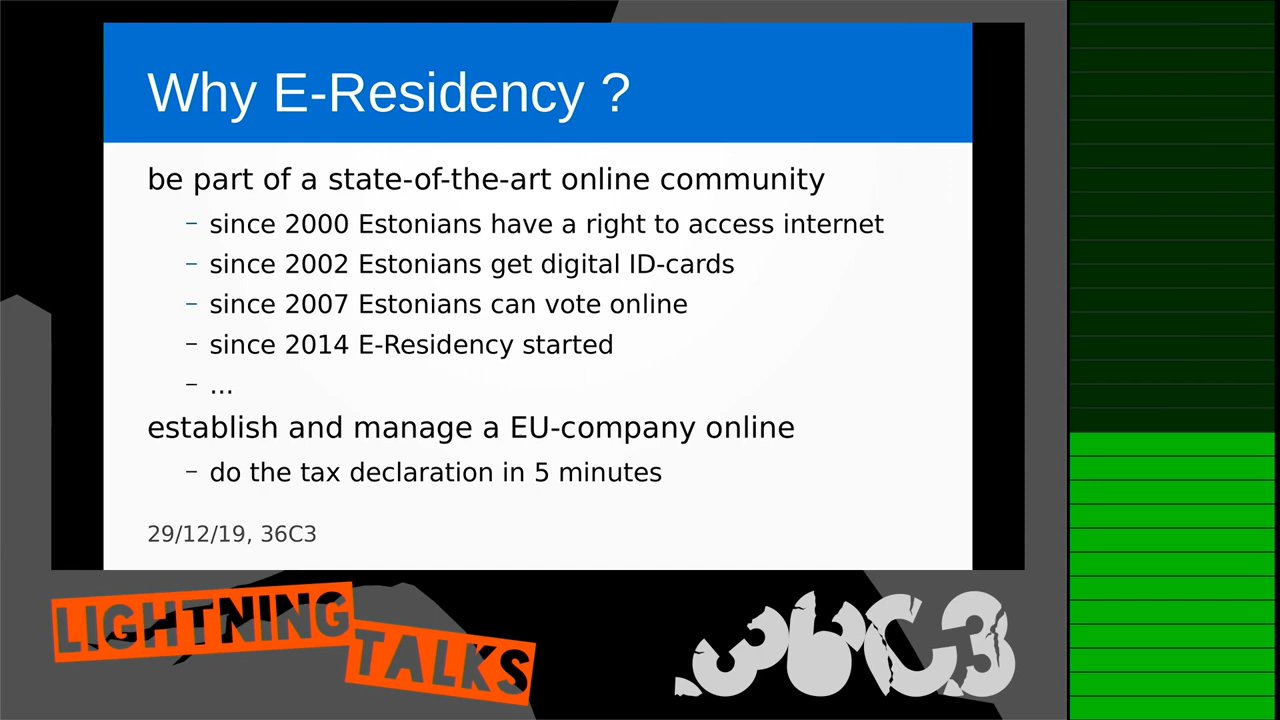 Why E-Residency ?
be part of a state-of-the-art online community
– since 2000 Estonians have a right to access internet
– since 2002 Estonians get digital ID-cards
– since 2007 Estonians can vote online
– since 2014 E-Residency started
– ...
establish and manage a EU-company online
– do the tax declaration in 5 minutes
29/12/19, 36C3
LIGHTNING
TALKS
36C3